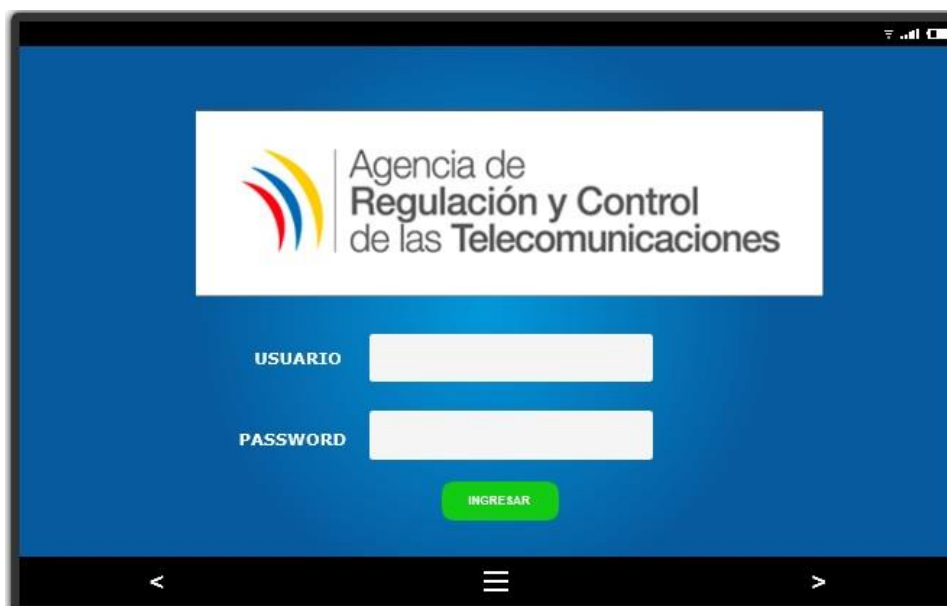 Agencia de
Regulación y Control
de las Telecomunicaciones
USUARIO
PASSWORD
INGRESAR
< >